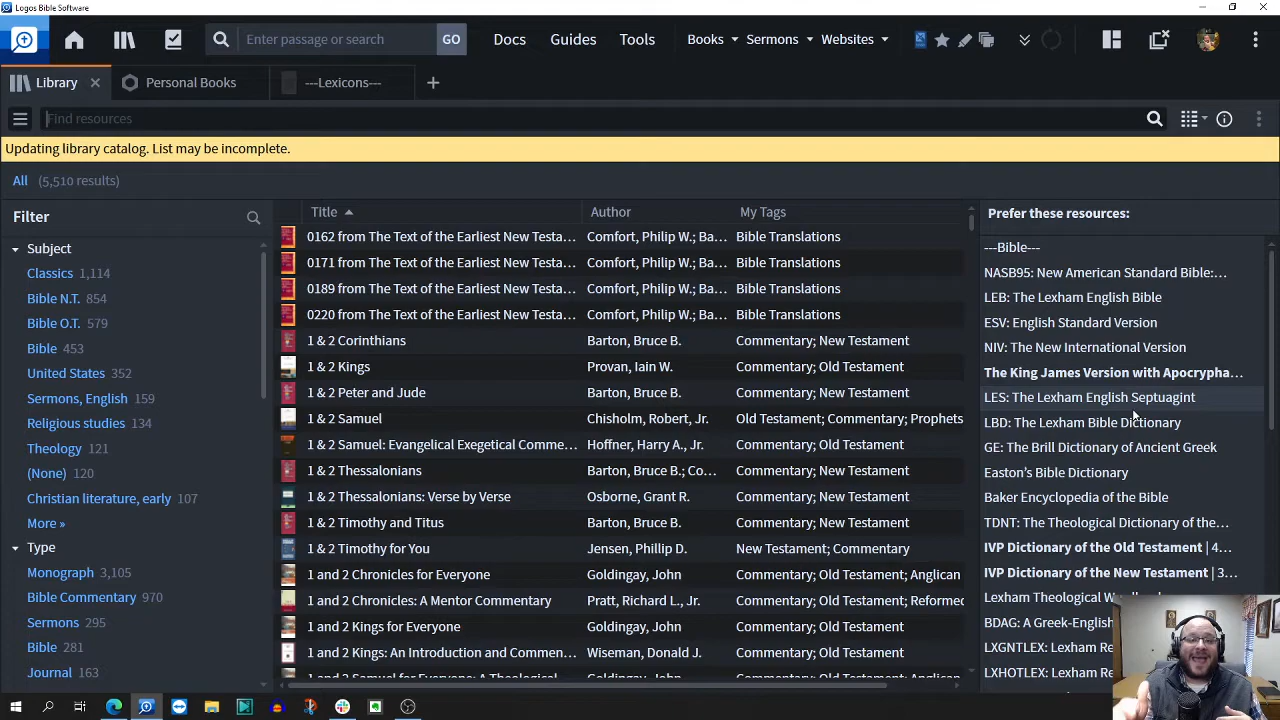 Logos Bible Software
Enter passage or search
GO
Docs
Guides
Tools
Books
Sermons
Websites
Library
Personal Books
---Lexicons---
Find resources
Updating library catalog. List may be incomplete.
All (5,510 results)
Filter
Subject
Classics 1,114
Bible N.T. 854
Bible O.T. 579
Bible 453
United States 352
Sermons, English 159
Religious studies 134
Theology 121
(None) 120
Christian literature, early 107
More »
Type
Monograph 3,105
Bible Commentary 970
Sermons 295
Bible 281
Journal 163
Title Author My Tags
0162 from The Text of the Earliest New Testa... Comfort, Philip W.; Ba... Bible Translations
0171 from The Text of the Earliest New Testa... Comfort, Philip W.; Ba... Bible Translations
0189 from The Text of the Earliest New Testa... Comfort, Philip W.; Ba... Bible Translations
0220 from The Text of the Earliest New Testa... Comfort, Philip W.; Ba... Bible Translations
1 & 2 Corinthians Barton, Bruce B. Commentary; New Testament
1 & 2 Kings Provan, Iain W. Commentary; Old Testament
1 & 2 Peter and Jude Barton, Bruce B. Commentary; New Testament
1 & 2 Samuel Chisholm, Robert, Jr. Old Testament; Commentary; Prophets
1 & 2 Samuel: Evangelical Exegetical Comme... Hoffner, Harry A., Jr. Commentary; Old Testament
1 & 2 Thessalonians Barton, Bruce B.; Co... Commentary; New Testament
1 & 2 Thessalonians: Verse by Verse Osborne, Grant R. Commentary; New Testament
1 & 2 Timothy and Titus Barton, Bruce B. Commentary; New Testament
1 & 2 Timothy for You Jensen, Phillip D. New Testament; Commentary
1 and 2 Chronicles for Everyone Goldingay, John Commentary; Old Testament; Anglican
1 and 2 Chronicles: A Mentor Commentary Pratt, Richard L., Jr. Commentary; Old Testament; Reformed
1 and 2 Kings for Everyone Goldingay, John Commentary; Old Testament
1 and 2 Kings: An Introduction and Commen... Wiseman, Donald J. Commentary; Old Testament
Prefer these resources:
---Bible---
NASB95: New American Standard Bible:...
LEB: The Lexham English Bible
ESV: English Standard Version
NIV: The New International Version
The King James Version with Apocrypha...
LES: The Lexham English Septuagint
LBD: The Lexham Bible Dictionary
GE: The Brill Dictionary of Ancient Greek
Easton's Bible Dictionary
Baker Encyclopedia of the Bible
TDNT: The Theological Dictionary of the...
IVP Dictionary of the Old Testament | 4...
IVP Dictionary of the New Testament | 3...
Lexham Theological
BDAG: A Greek-English
LXGNTLEX: Lexham Re
LXHOTLEX: Lexham Re